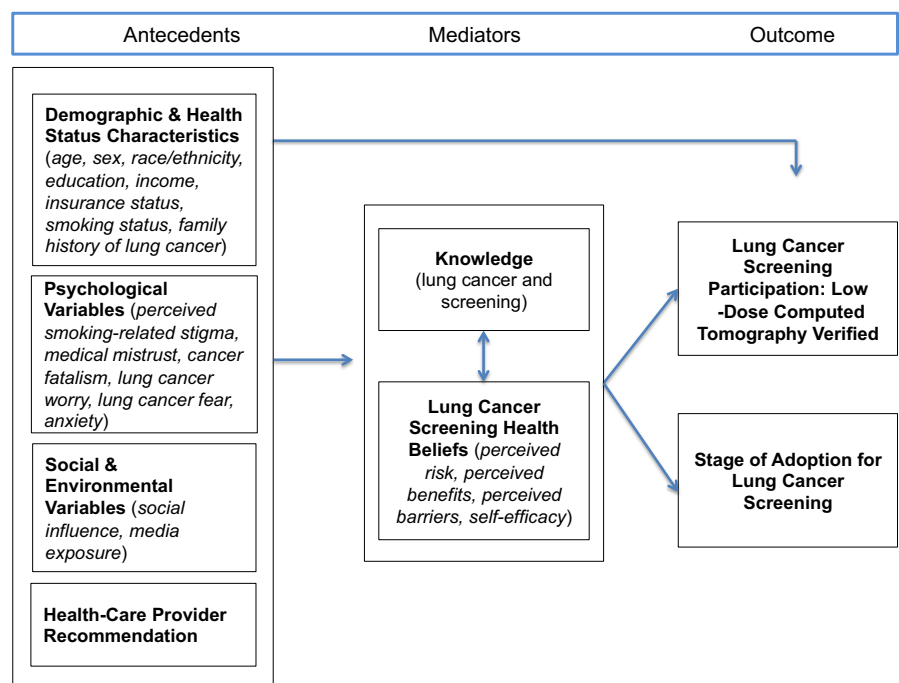 Antecedents Mediators Outcome
Demographic & Health
Status Characteristics
(age, sex, race/ethnicity,
education, income,
insurance status,
smoking status, family
history of lung cancer)
Psychological
Variables (perceived
smoking-related stigma,
medical mistrust, cancer
fatalism, lung cancer
worry, lung cancer fear,
anxiety)
Social &
Environmental
Variables (social
influence, media
exposure)
Health-Care Provider
Recommendation
Knowledge
(lung cancer and
screening)
Lung Cancer
Screening Health
Beliefs (perceived
risk, perceived
benefits, perceived
barriers, self-efficacy)
Lung Cancer
Screening
Participation: Low
-Dose Computed
Tomography Verified
Stage of Adoption for
Lung Cancer
Screening